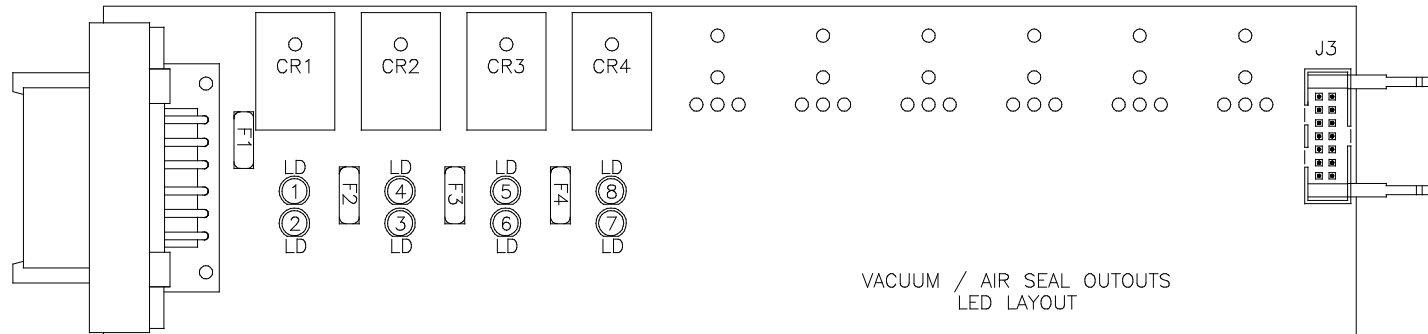 J3
CR1 CR2 CR3 CR4
F1
LD LD LD LD
1 F2 4 F3 5 F4 8
2 3 6 7
LD LD LD LD
VACUUM / AIR SEAL OUTOUTS
LED LAYOUT